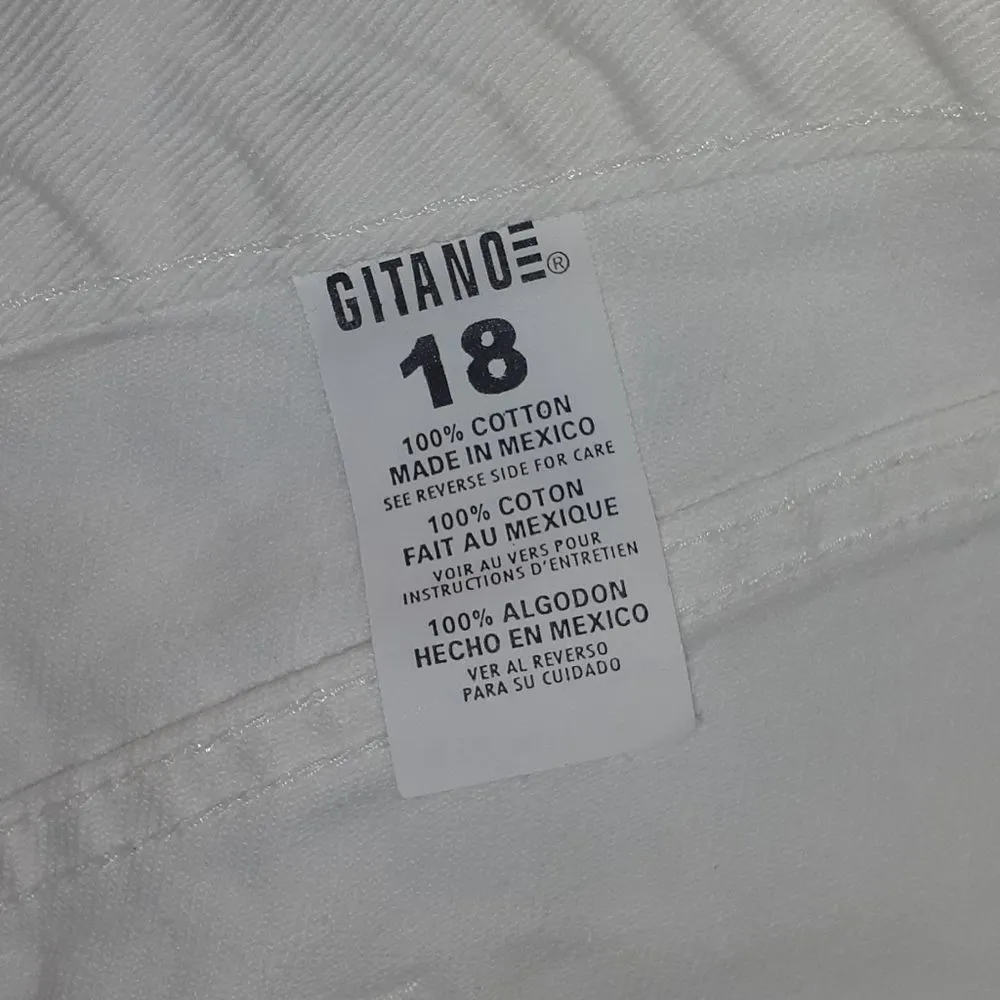 GITANO®
18
100% COTTON
MADE IN MEXICO
SEE REVERSE SIDE FOR CARE
100% COTON
FAIT AU MEXIQUE
VOIR AU VERS POUR
INSTRUCTIONS D'ENTRETIEN
100% ALGODON
HECHO EN MEXICO
VER AL REVERSO
PARA SU CUIDADO